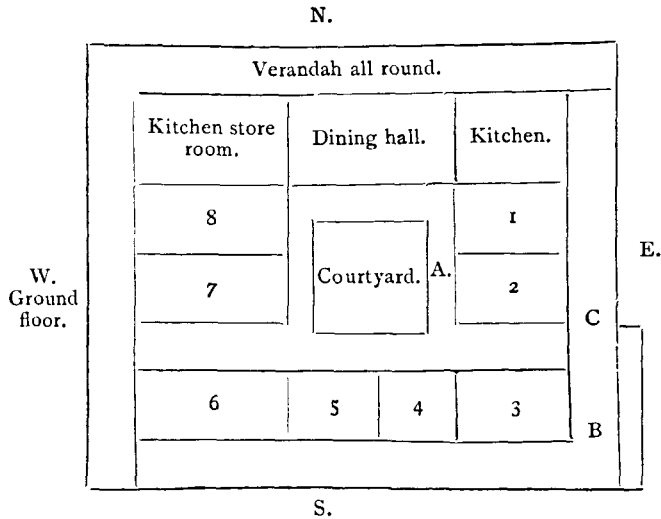 N.
Verandah all round.
Kitchen store
room.
Dining hall.
Kitchen.
8
1
E.
W.
Ground
floor.
7
Courtyard.
A.
2
C
6
5
4
3
B
S.